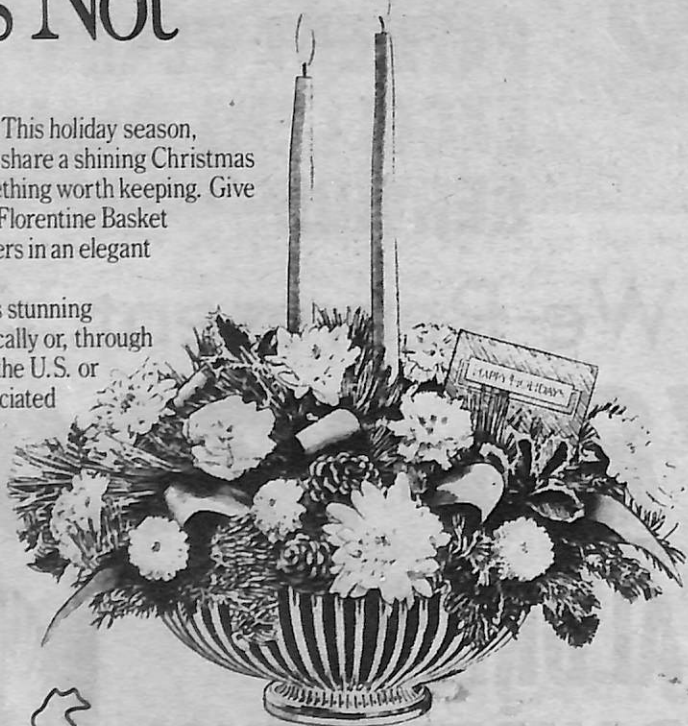 s Not
This holiday season,
share a shining Christmas
ething worth keeping. Give
Florentine Basket
ers in an elegant
s stunning
cally or, through
the U.S. or
ciated
HAPPY HOLIDAYS